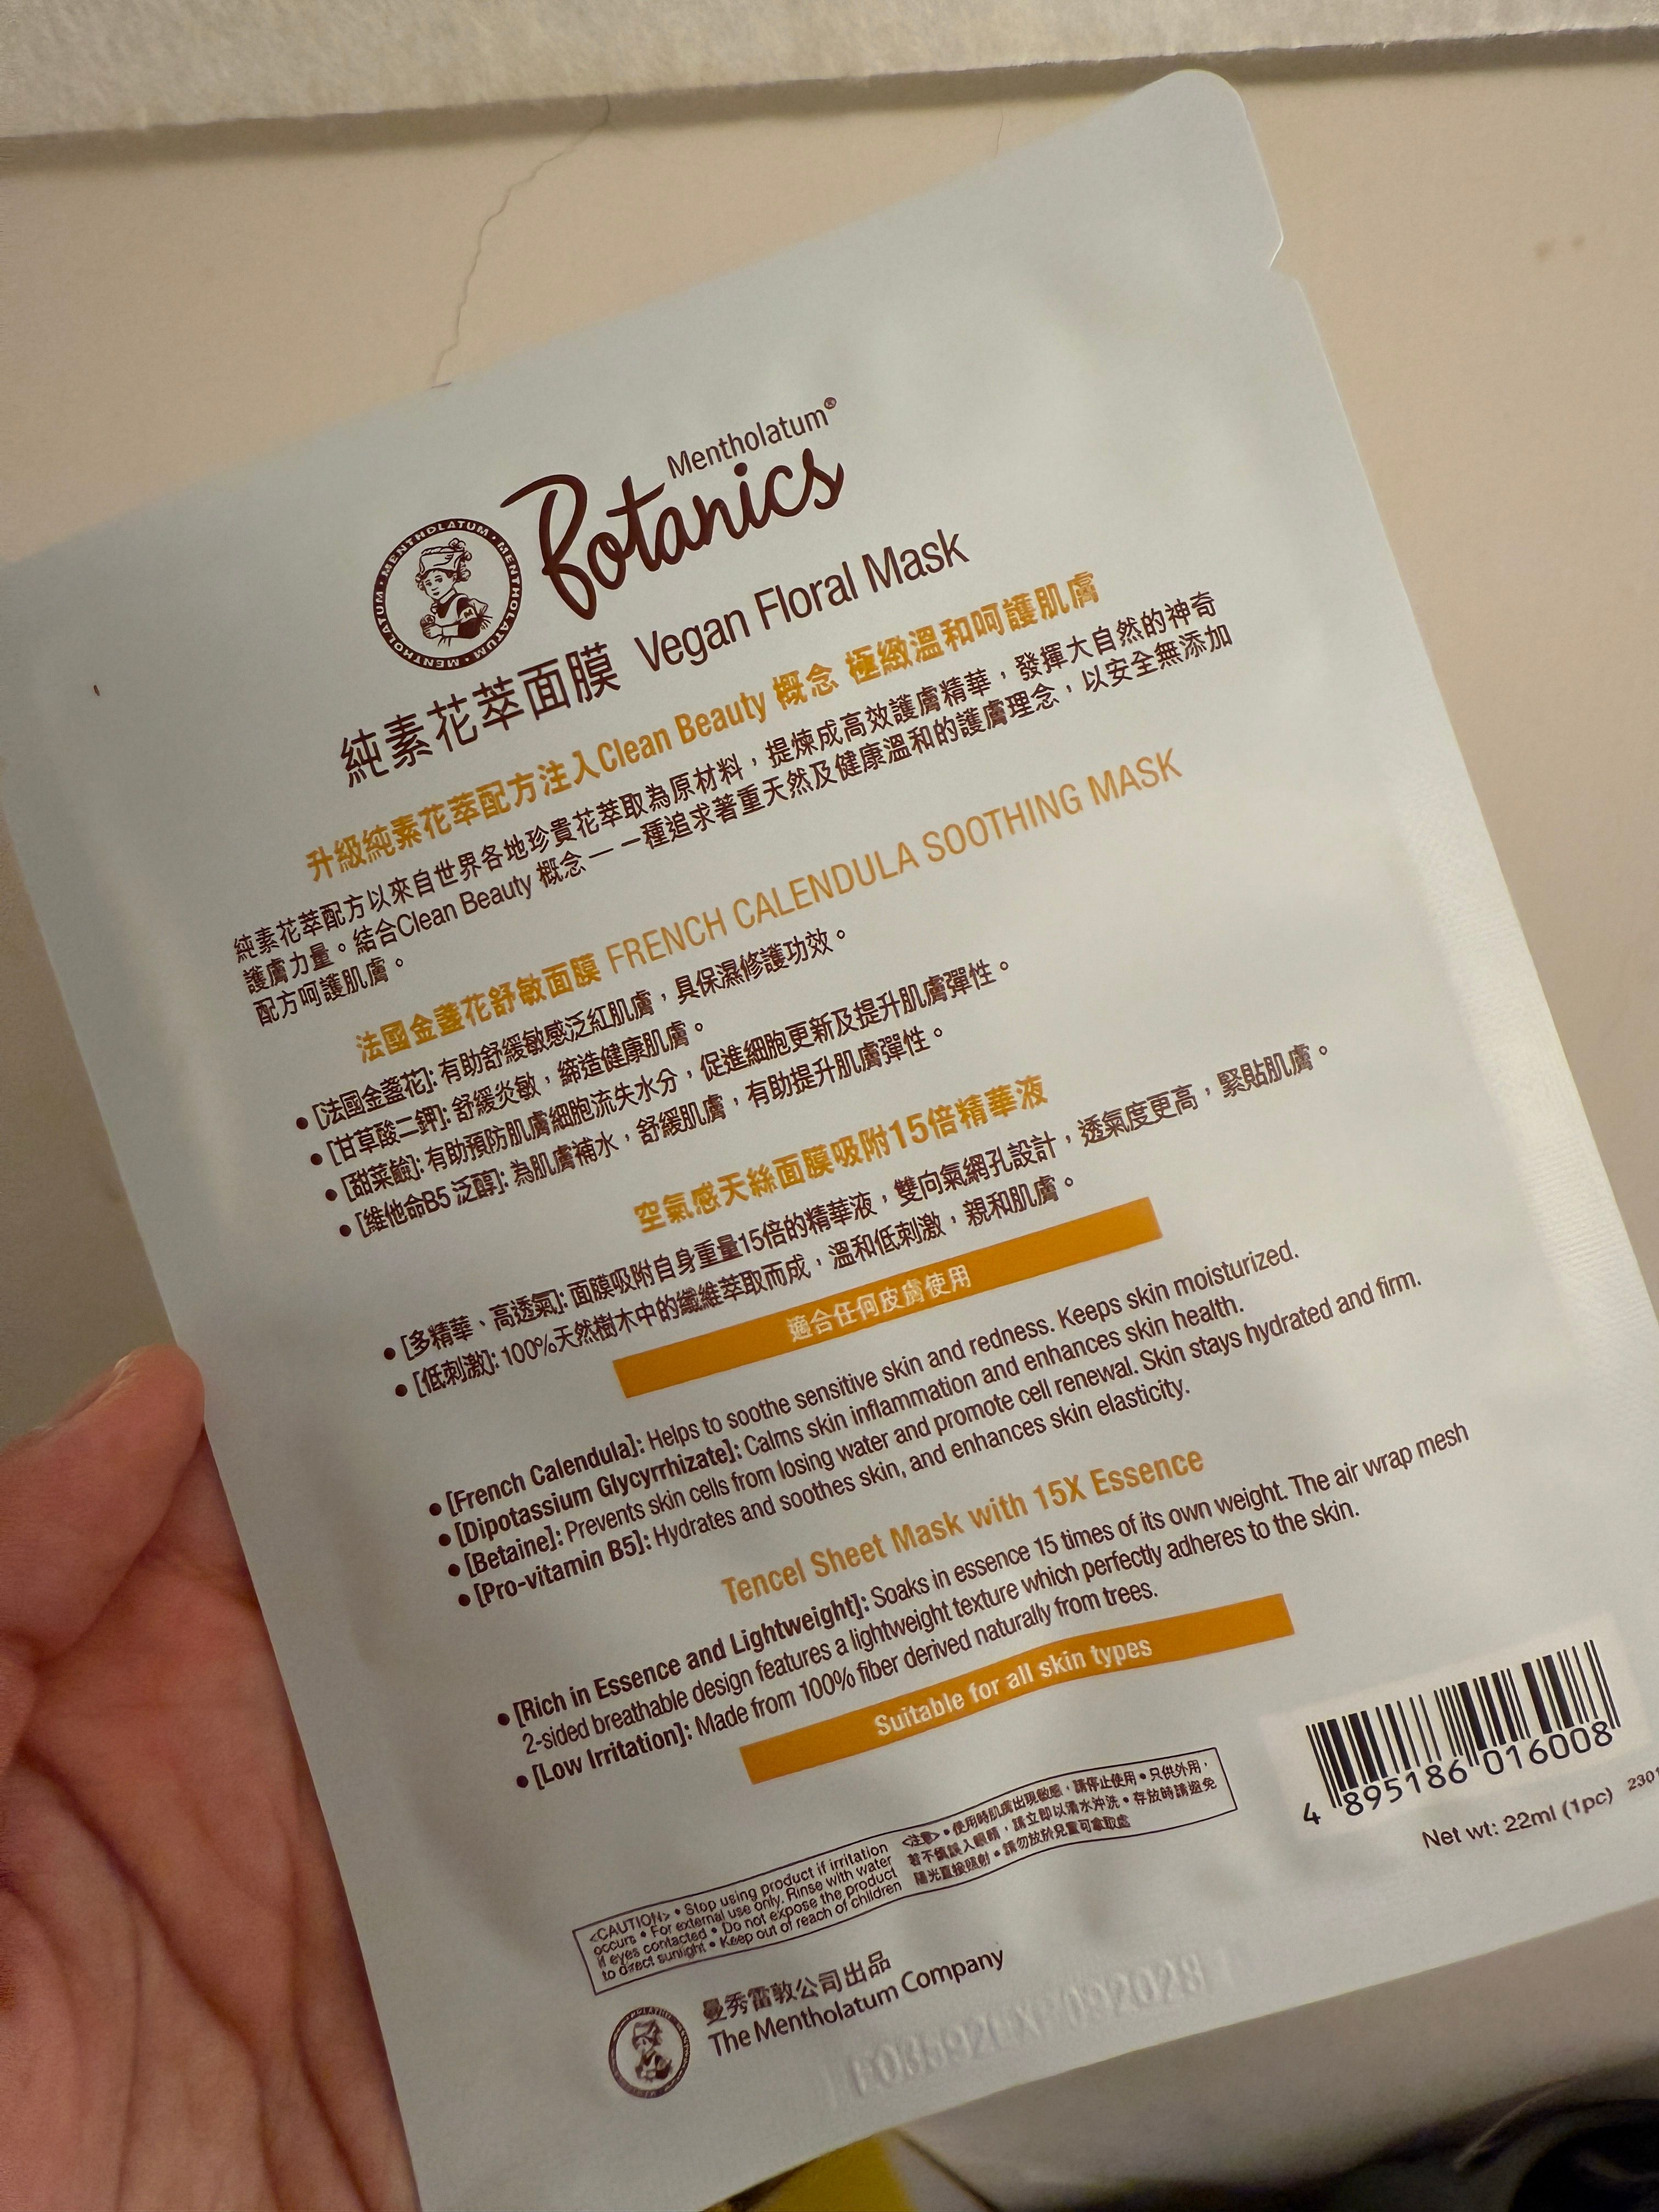 Mentholatum®
Botanics
MENTHOLATUM • MENTHOLATUM • MENTHOLATUM •
純素花萃面膜 Vegan Floral Mask
升級純素花萃配方注入Clean Beauty 概念 極緻溫和呵護肌膚
純素花萃配方以來自世界各地珍貴花萃取為原材料，提煉成高效護膚精華，發揮大自然的神奇
護膚力量。結合Clean Beauty 概念 — 一種追求著重天然及健康溫和的護膚理念，以安全無添加
配方呵護肌膚。
法國金盞花舒敏面膜 FRENCH CALENDULA SOOTHING MASK
• [法國金盞花]: 有助舒緩敏感泛紅肌膚，具保濕修護功效。
• [甘草酸二鉀]: 舒緩炎敏，締造健康肌膚。
• [甜菜鹼]: 有助預防肌膚細胞流失水分，促進細胞更新及提升肌膚彈性。
• [維他命B5 泛醇]: 為肌膚補水，舒緩肌膚，有助提升肌膚彈性。
空氣感天絲面膜吸附15倍精華液
• [多精華、高透氣]: 面膜吸附自身重量15倍的精華液，雙向氣網孔設計，透氣度更高，緊貼肌膚。
• [低刺激]: 100%天然樹木中的纖維萃取而成，溫和低刺激，親和肌膚。
適合任何皮膚使用
• [French Calendula]: Helps to soothe sensitive skin and redness. Keeps skin moisturized.
• [Dipotassium Glycyrrhizate]: Calms skin inflammation and enhances skin health.
• [Betaine]: Prevents skin cells from losing water and promote cell renewal. Skin stays hydrated and firm.
• [Pro-vitamin B5]: Hydrates and soothes skin, and enhances skin elasticity.
Tencel Sheet Mask with 15X Essence
• [Rich in Essence and Lightweight]: Soaks in essence 15 times of its own weight. The air wrap mesh
2-sided breathable design features a lightweight texture which perfectly adheres to the skin.
• [Low Irritation]: Made from 100% fiber derived naturally from trees.
Suitable for all skin types
<CAUTION> • Stop using product if irritation
occurs • For external use only. Rinse with water
if eyes contacted • Do not expose the product
to direct sunlight • Keep out of reach of children
<注意> • 使用時肌膚出現敏感，請停止使用 • 只供外用，
若不慎誤入眼睛，請立即以清水沖洗 • 存放時請避免
陽光直接照射 • 請勿放於兒童可拿取處
4 895186 016008
Net wt: 22ml (1pc)
2301
曼秀雷敦公司出品
The Mentholatum Company